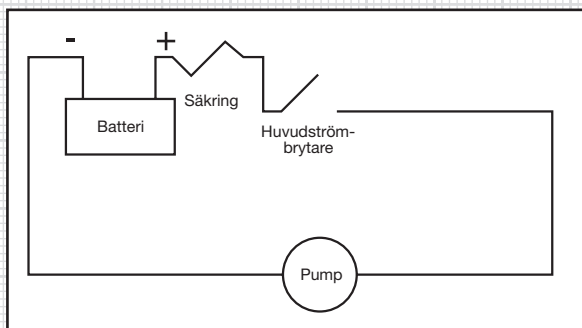 - +
Säkring
Batteri
Huvudström-
brytare
Pump